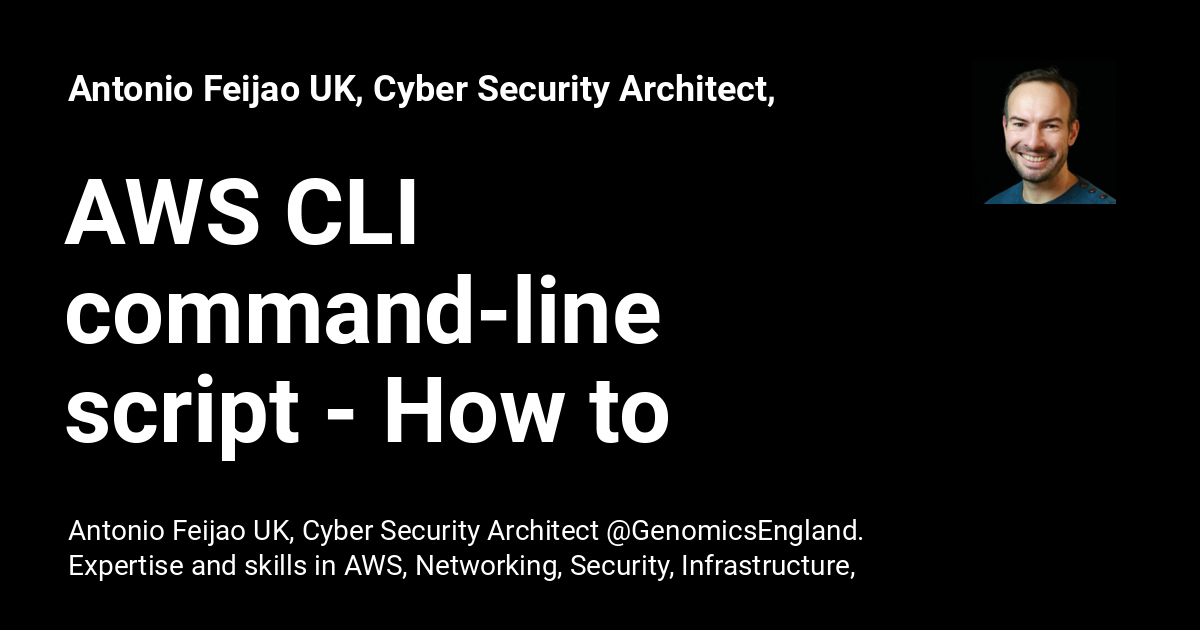 Antonio Feijao UK, Cyber Security Architect,
AWS CLI
command-line
script - How to
Antonio Feijao UK, Cyber Security Architect @GenomicsEngland.
Expertise and skills in AWS, Networking, Security, Infrastructure,